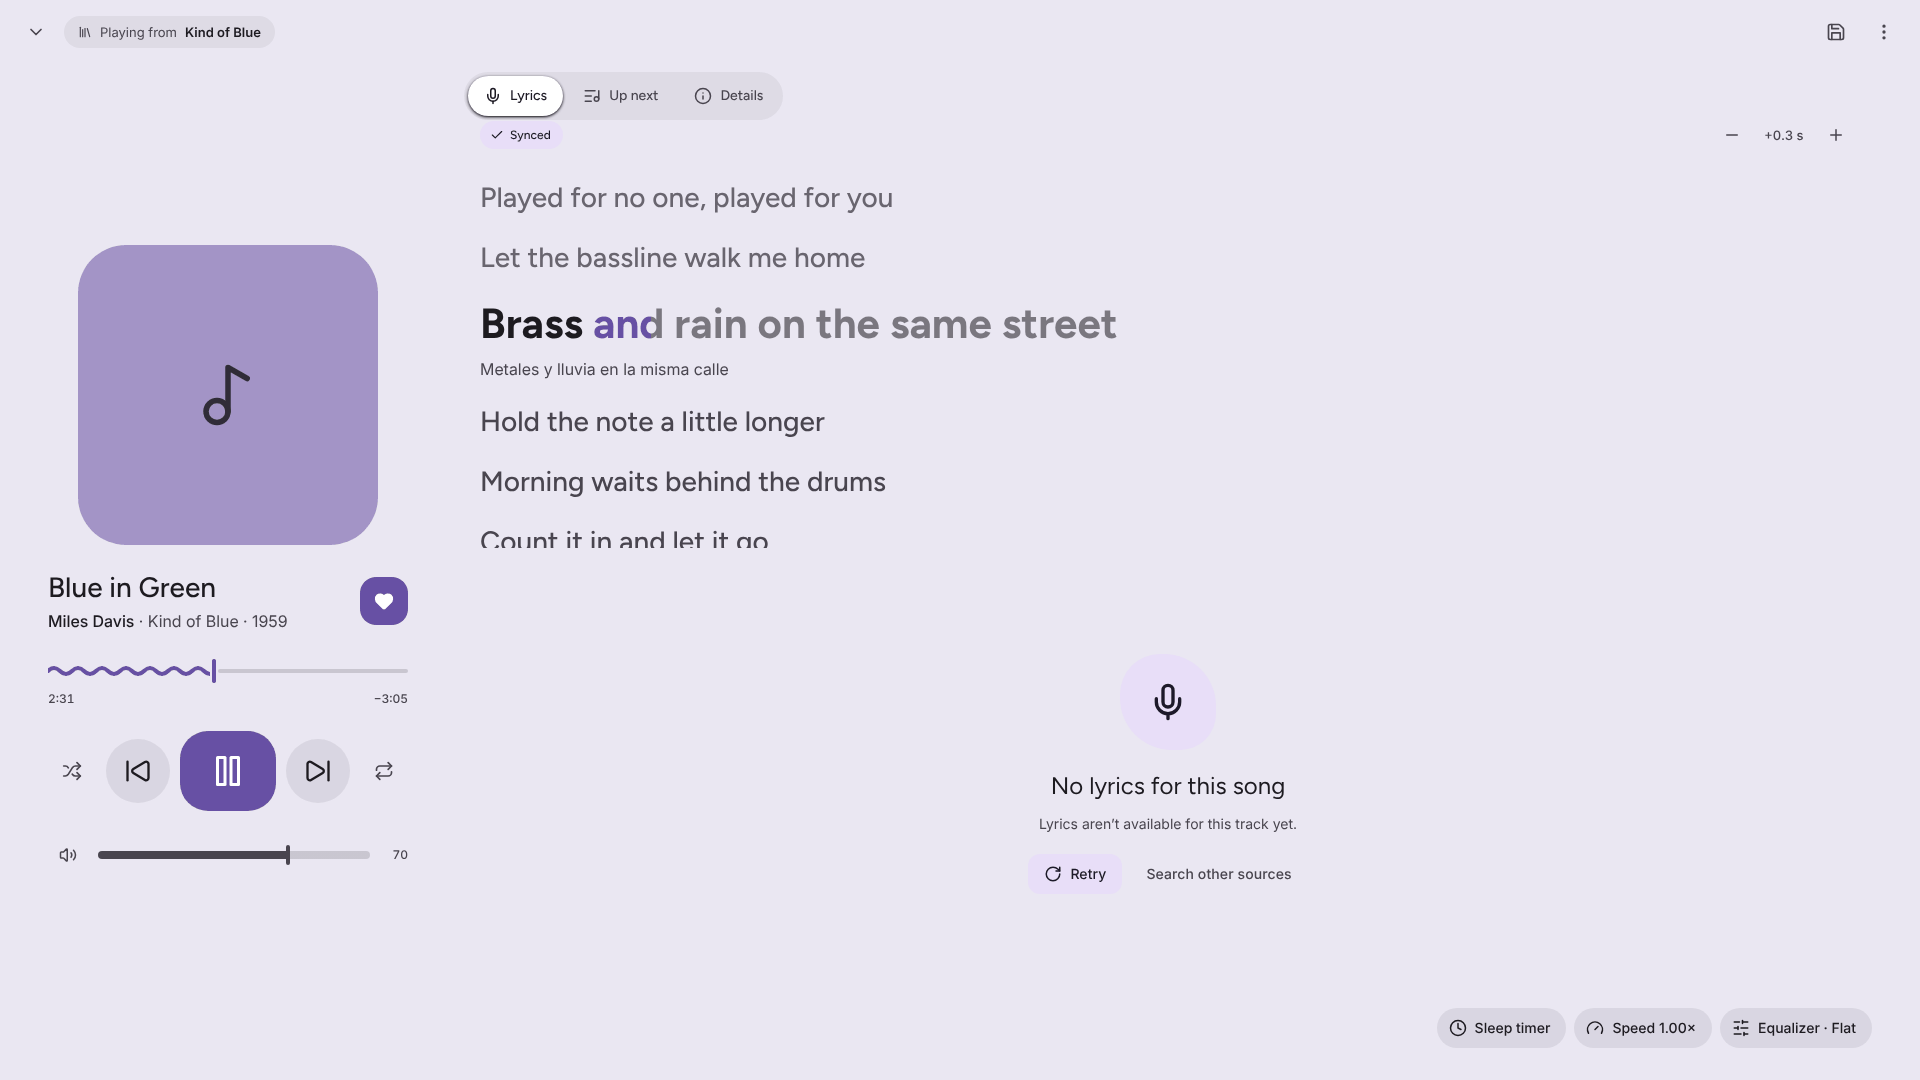 Playing from Kind of Blue
Lyrics
Up next
Details
Synced
+0.3 s
Played for no one, played for you
Let the bassline walk me home
Brass and rain on the same street
Metales y lluvia en la misma calle
Hold the note a little longer
Morning waits behind the drums
Count it in and let it go
Blue in Green
Miles Davis · Kind of Blue · 1959
2:31
−3:05
70
No lyrics for this song
Lyrics aren’t available for this track yet.
Retry
Search other sources
Sleep timer
Speed 1.00×
Equalizer · Flat